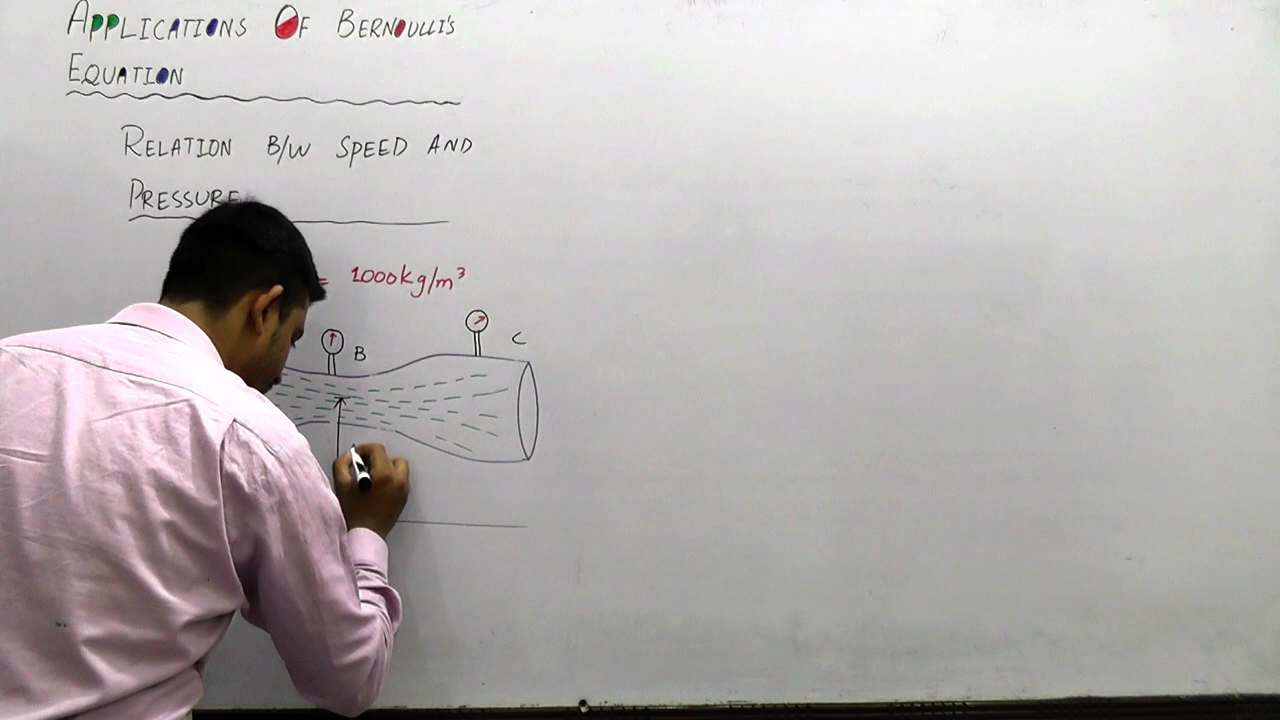 APPLICATIONS OF BERNOULLI'S
EQUATION
RELATION B/W SPEED AND
PRESSURE
= 1000kg/m³
B
C